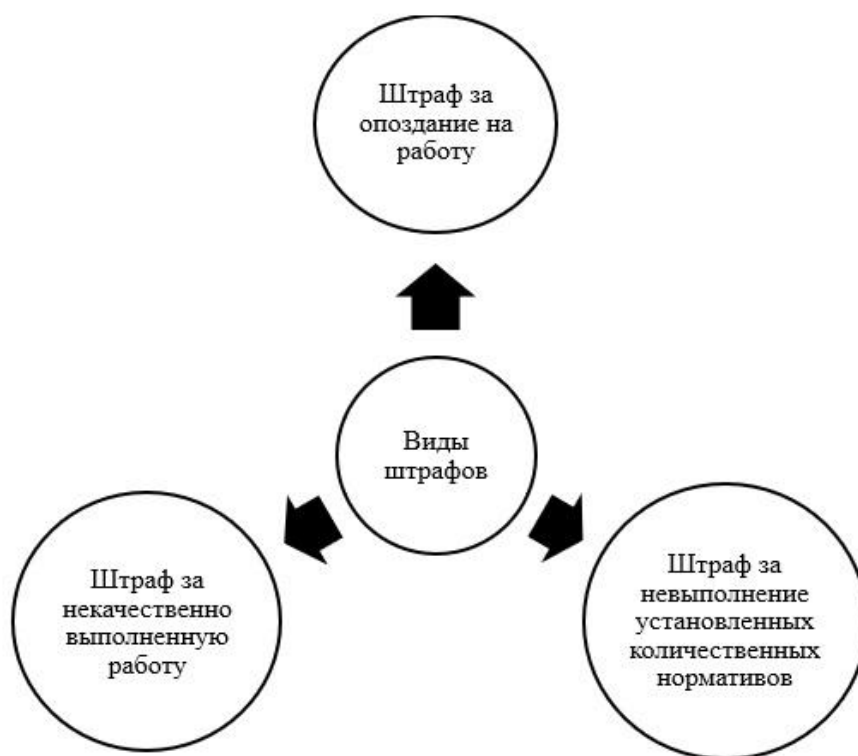 Штраф за
опоздание на
работу
Виды
штрафов
Штраф за
некачественно
выполненную
работу
Штраф за
невыполнение
установленных
количественных
нормативов